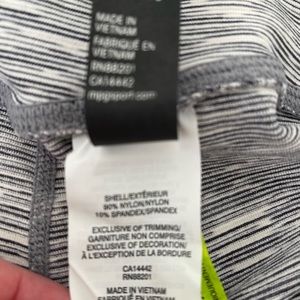 MADE IN
VIETNAM
FABRIQUÉ EN
VIETNAM
RN88201
CA14442
mpgsport.com
SHELL/EXTÉRIEUR
90% NYLON/NYLON
10% SPANDEX/SPANDEX
EXCLUSIVE OF TRIMMING/
GARNITURE NON COMPRISE
EXCLUSIVE OF DECORATION/
À L'EXCEPTION DE LA BORDURE
CA14442
RN88201
MADE IN VIETNAM
FABRIQUÉ EN
VIETNAM